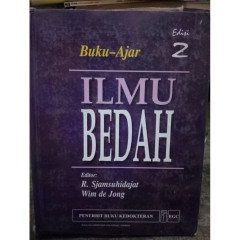 Buku-Ajar
Edisi
2
ILMU
BEDAH
Editor:
R. Sjamsuhidajat
Wim de Jong
PENERBIT BUKU KEDOKTERAN EGC